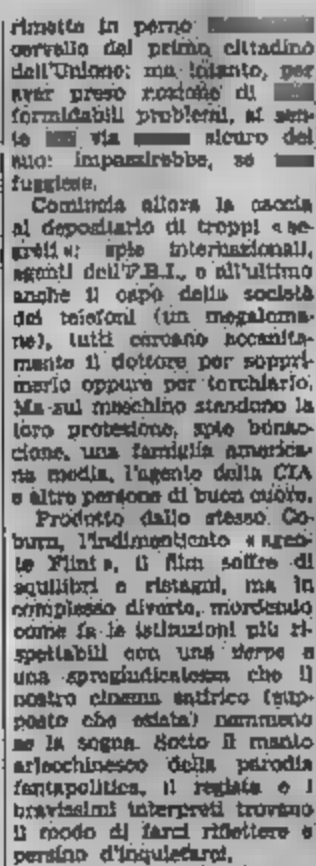 rimette in perno
cervello del primo cittadino
dell'Unione; ma intanto, per
aver preso nozione di
formidabili problemi, si sen-
te via sicuro del
suo: impazzirebbe, se
fuggisse.
Comincia allora la caccia
al depositario di troppi «se-
greti»: spie internazionali,
agenti dell'F.B.I., e all'ultimo
anche il capo della società
dei telefoni (un megaloma-
ne), tutti cercano accanita-
mente il dottore per soppri-
merlo oppure per torchiarlo.
Ma sul meschino stendono la
loro protezione, spie bonac-
cione, una famiglia america-
na media, l'agente della CIA
e altre persone di buon cuore.
Prodotto dallo stesso Co-
burn, l'indimenticato «agen-
te Flint», il film soffre di
squilibri e ristagni, ma in
complesso diverte, mordendo
come fa le istituzioni più ri-
spettabili con una verve e
una spregiudicatezza che il
nostro cinema satirico (sup-
posto che esista) nemmeno
se la sogna. Sotto il manto
arlecchinesco della parodia
fantapolitica, il regista e i
bravissimi interpreti trovano
il modo di farci riflettere e
persino d'inquietarci.